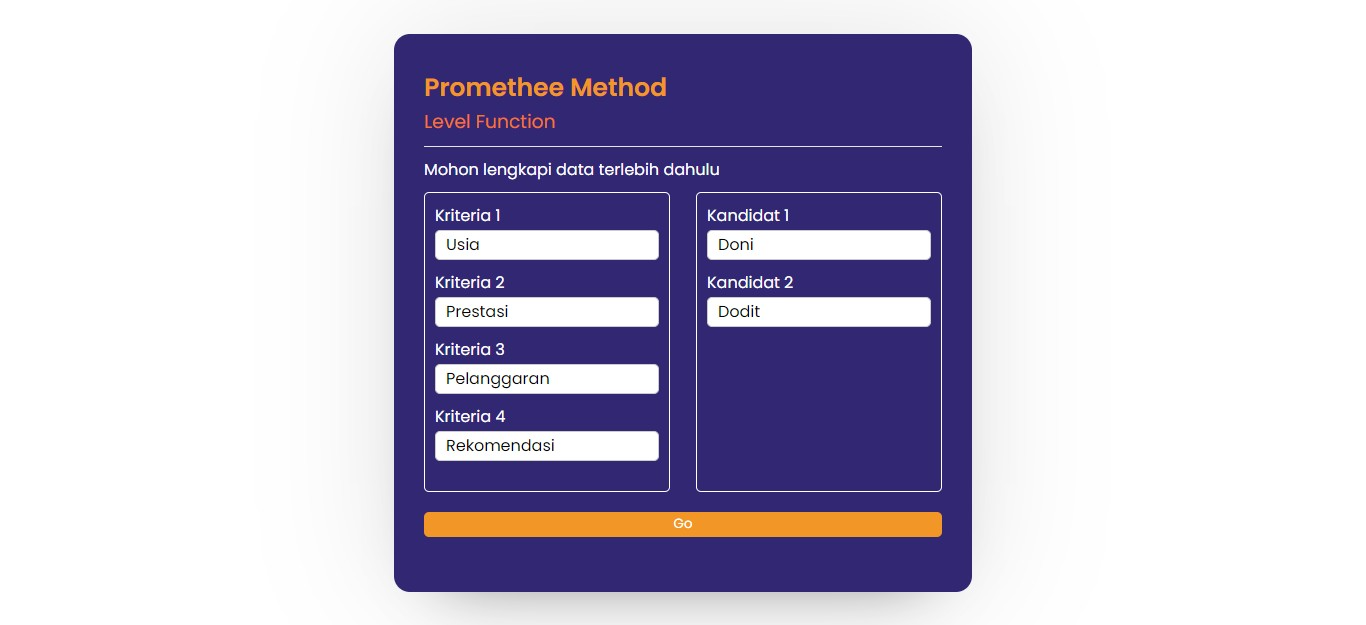 Promethee Method
Level Function
Mohon lengkapi data terlebih dahulu
Kriteria 1
Usia
Kriteria 2
Prestasi
Kriteria 3
Pelanggaran
Kriteria 4
Rekomendasi
Kandidat 1
Doni
Kandidat 2
Dodit
Go